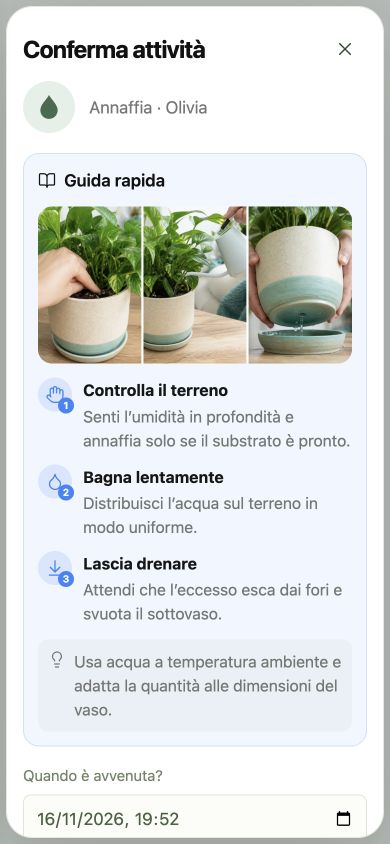 Conferma attività
Annaffia · Olivia
Guida rapida
1
Controlla il terreno
Senti l’umidità in profondità e
annaffia solo se il substrato è pronto.
2
Bagna lentamente
Distribuisci l’acqua sul terreno in
modo uniforme.
3
Lascia drenare
Attendi che l’eccesso esca dai fori e
svuota il sottovaso.
Usa acqua a temperatura ambiente e
adatta la quantità alle dimensioni del
vaso.
Quando è avvenuta?
16/11/2026, 19:52